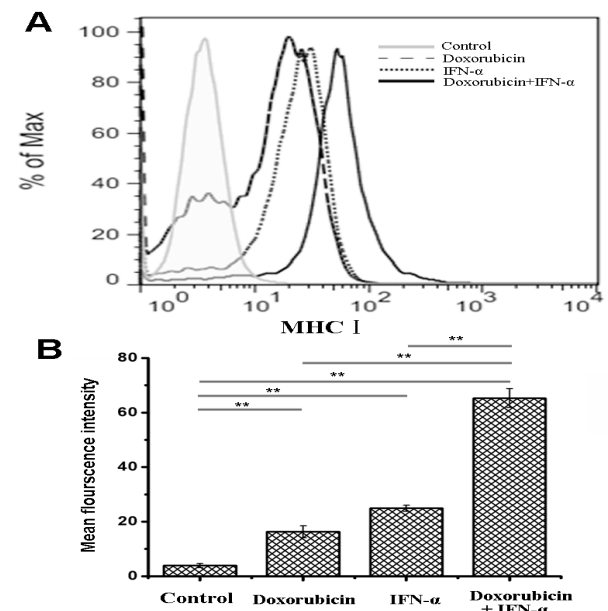 A
100
80
60
40
20
0
% of Max
Control
Doxorubicin
IFN-α
Doxorubicin+IFN-α
10⁰
10¹
10²
10³
10⁴
MHC Ⅰ
B
80
60
40
20
0
Mean flourscence intensity
**
**
**
**
**
Control
Doxorubicin
IFN-α
Doxorubicin
+ IFN-α